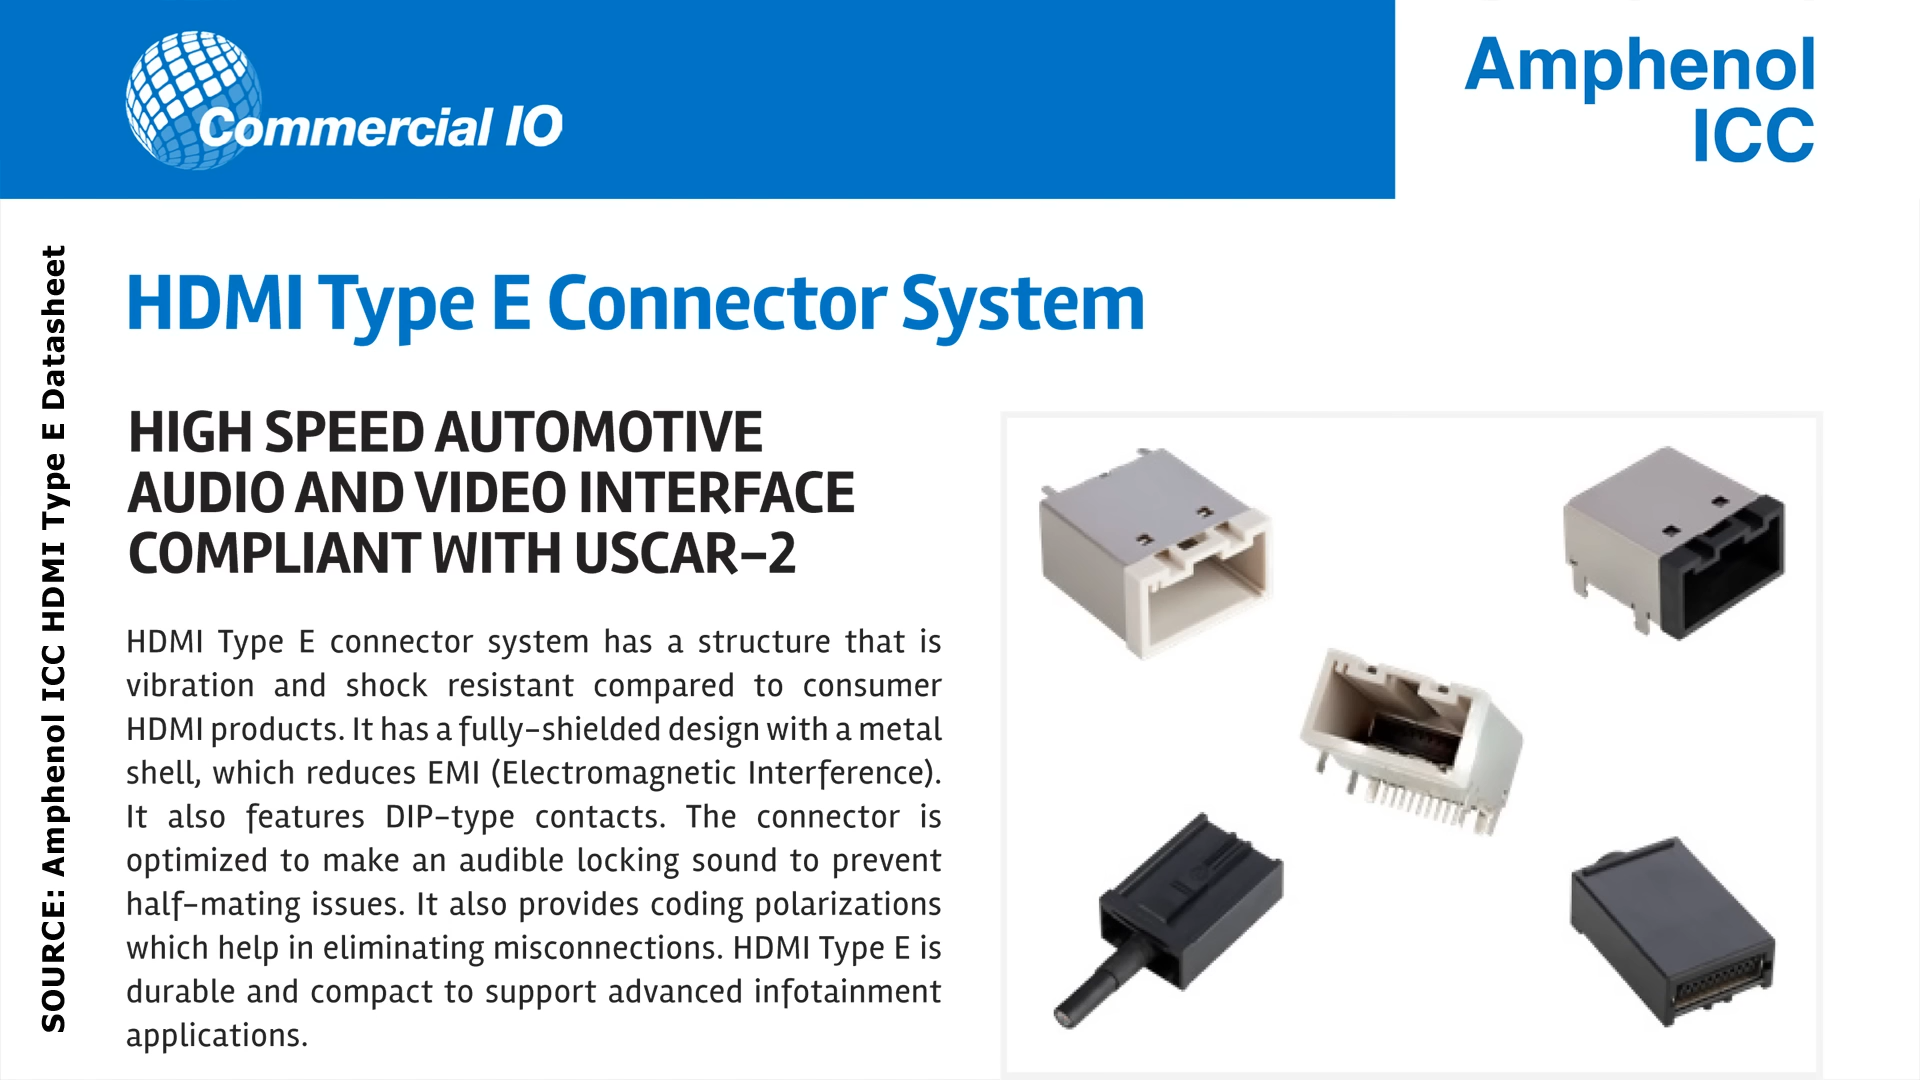 Commercial IO
Amphenol
ICC
SOURCE: Amphenol ICC HDMI Type E Datasheet
HDMI Type E Connector System
HIGH SPEED AUTOMOTIVE
AUDIO AND VIDEO INTERFACE
COMPLIANT WITH USCAR–2
HDMI Type E connector system has a structure that is
vibration and shock resistant compared to consumer
HDMI products. It has a fully–shielded design with a metal
shell, which reduces EMI (Electromagnetic Interference).
It also features DIP–type contacts. The connector is
optimized to make an audible locking sound to prevent
half–mating issues. It also provides coding polarizations
which help in eliminating misconnections. HDMI Type E is
durable and compact to support advanced infotainment
applications.